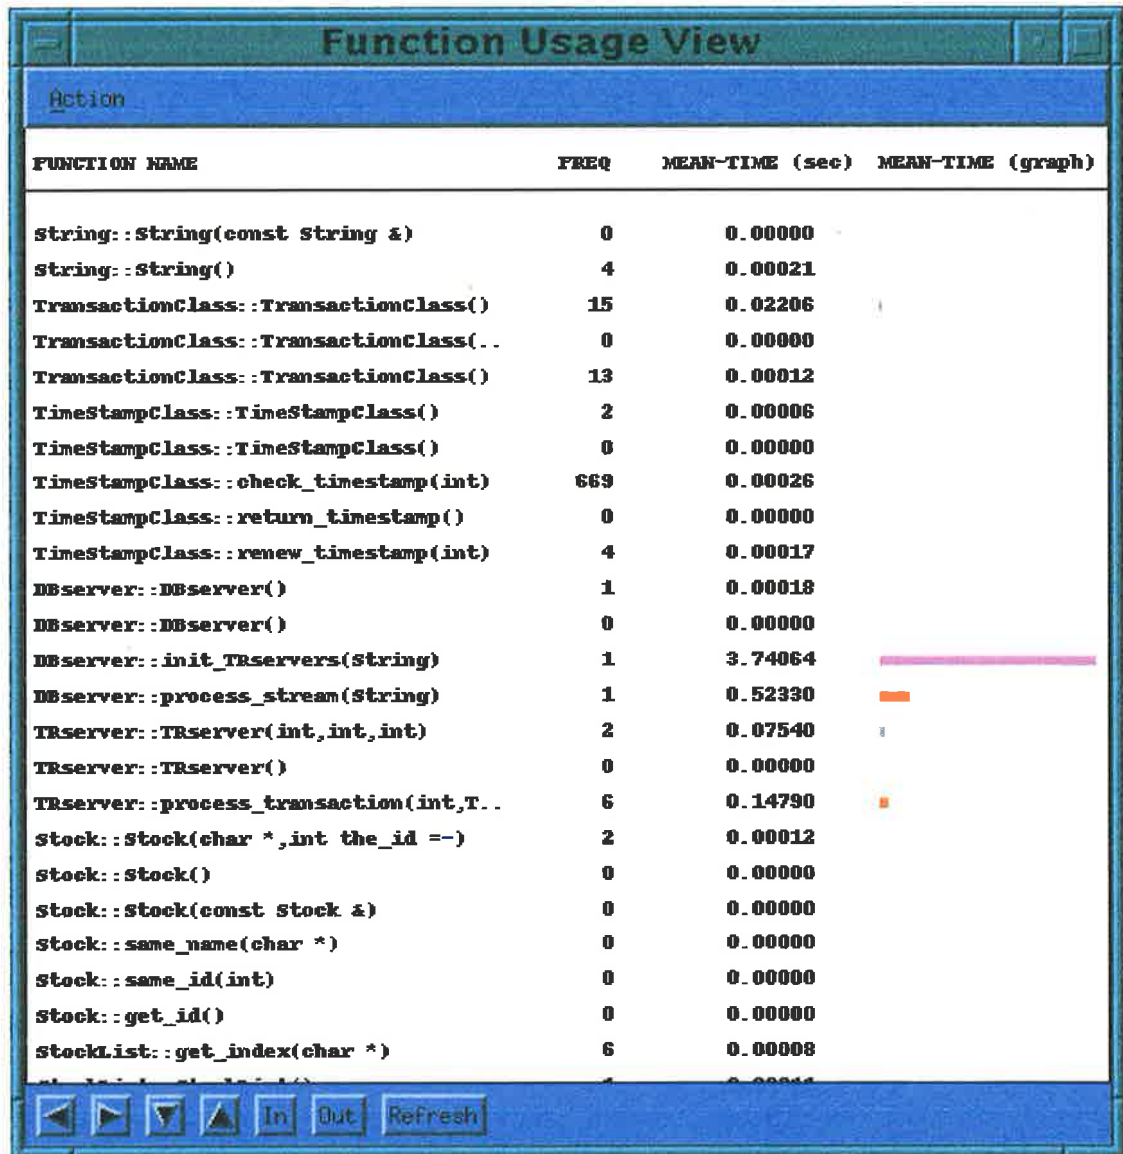 Function Usage View
Action
FUNCTION NAME FREQ MEAN-TIME (sec) MEAN-TIME (graph)
String::String(const String &) 0 0.00000
String::String() 4 0.00021
TransactionClass::TransactionClass() 15 0.02206
TransactionClass::TransactionClass(.. 0 0.00000
TransactionClass::TransactionClass() 13 0.00012
TimeStampClass::TimeStampClass() 2 0.00006
TimeStampClass::TimeStampClass() 0 0.00000
TimeStampClass::check_timestamp(int) 669 0.00026
TimeStampClass::return_timestamp() 0 0.00000
TimeStampClass::renew_timestamp(int) 4 0.00017
DBserver::DBserver() 1 0.00018
DBserver::DBserver() 0 0.00000
DBserver::init_TRservers(String) 1 3.74064
DBserver::process_stream(String) 1 0.52330
TRserver::TRserver(int,int,int) 2 0.07540
TRserver::TRserver() 0 0.00000
TRserver::process_transaction(int,T.. 6 0.14790
Stock::Stock(char *,int the_id =-) 2 0.00012
Stock::Stock() 0 0.00000
Stock::Stock(const Stock &) 0 0.00000
Stock::same_name(char *) 0 0.00000
Stock::same_id(int) 0 0.00000
Stock::get_id() 0 0.00000
StockList::get_index(char *) 6 0.00008
In Out Refresh